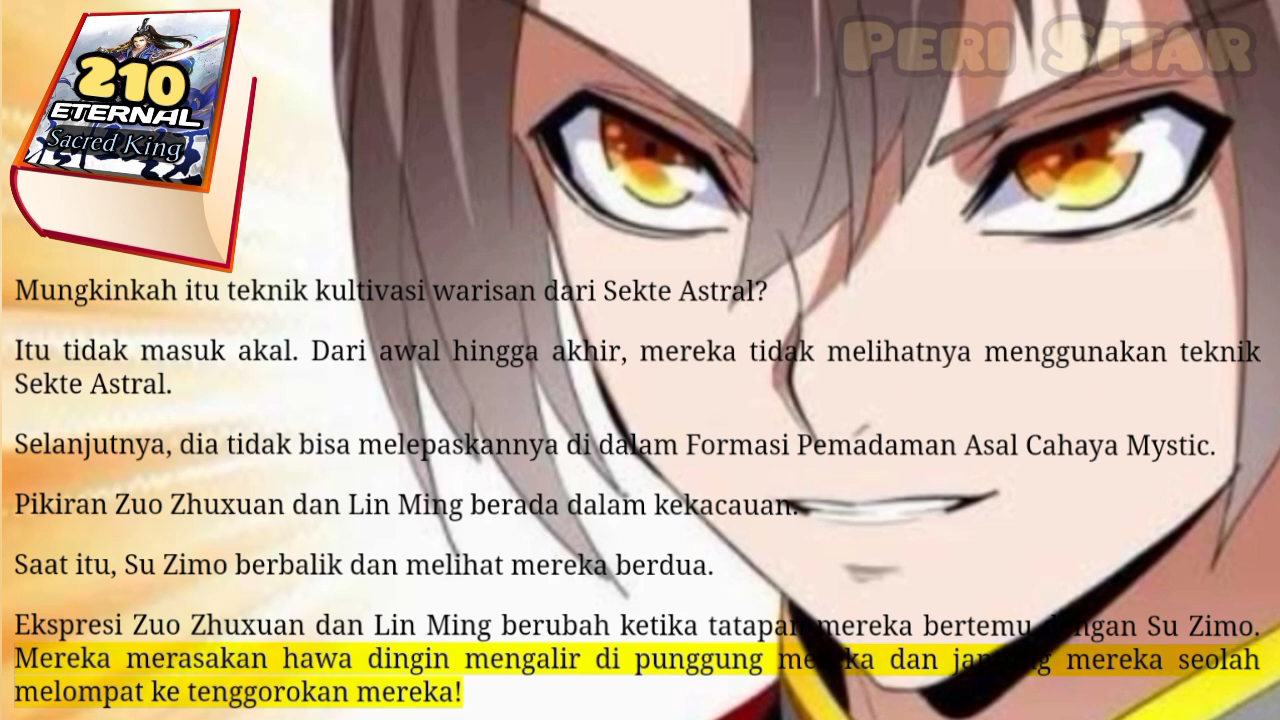 PERI SITAR
210
ETERNAL
Sacred King
Mungkinkah itu teknik kultivasi warisan dari Sekte Astral?
Itu tidak masuk akal. Dari awal hingga akhir, mereka tidak melihatnya menggunakan teknik
Sekte Astral.
Selanjutnya, dia tidak bisa melepaskannya di dalam Formasi Pemadaman Asal Cahaya Mystic.
Pikiran Zuo Zhuxuan dan Lin Ming berada dalam kekacauan.
Saat itu, Su Zimo berbalik dan melihat mereka berdua.
Ekspresi Zuo Zhuxuan dan Lin Ming berubah ketika tatapan mereka bertemu dengan Su Zimo.
Mereka merasakan hawa dingin mengalir di punggung mereka dan jantung mereka seolah
melompat ke tenggorokan mereka!